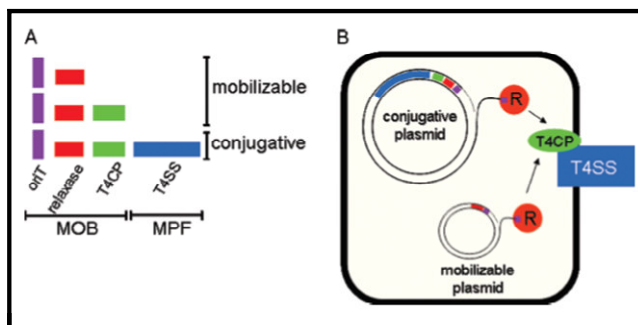 A
mobilizable
conjugative
oriT
relaxase
T4CP
T4SS
MOB
MPF
B
conjugative
plasmid
R
T4CP
T4SS
R
mobilizable
plasmid